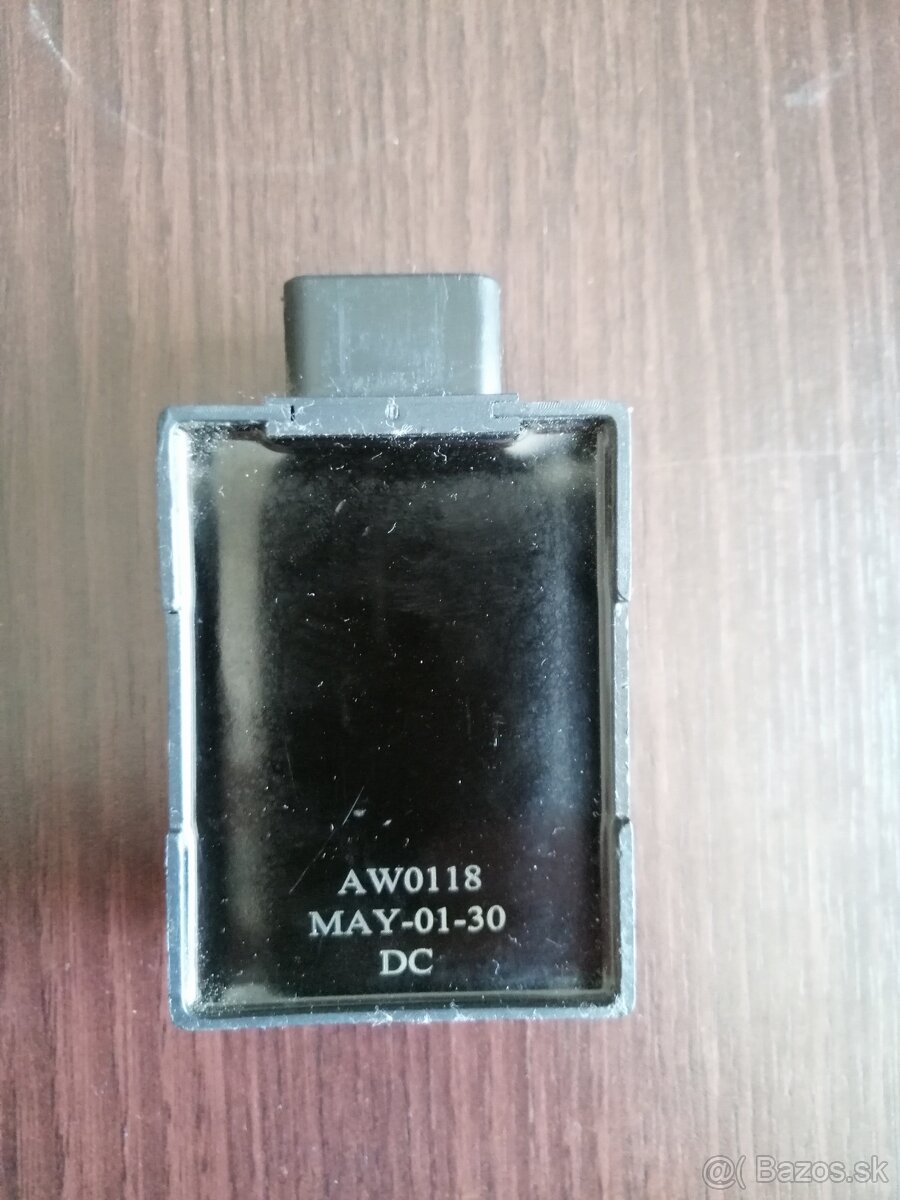 AW0118
MAY-01-30
DC
@( Bazos.sk